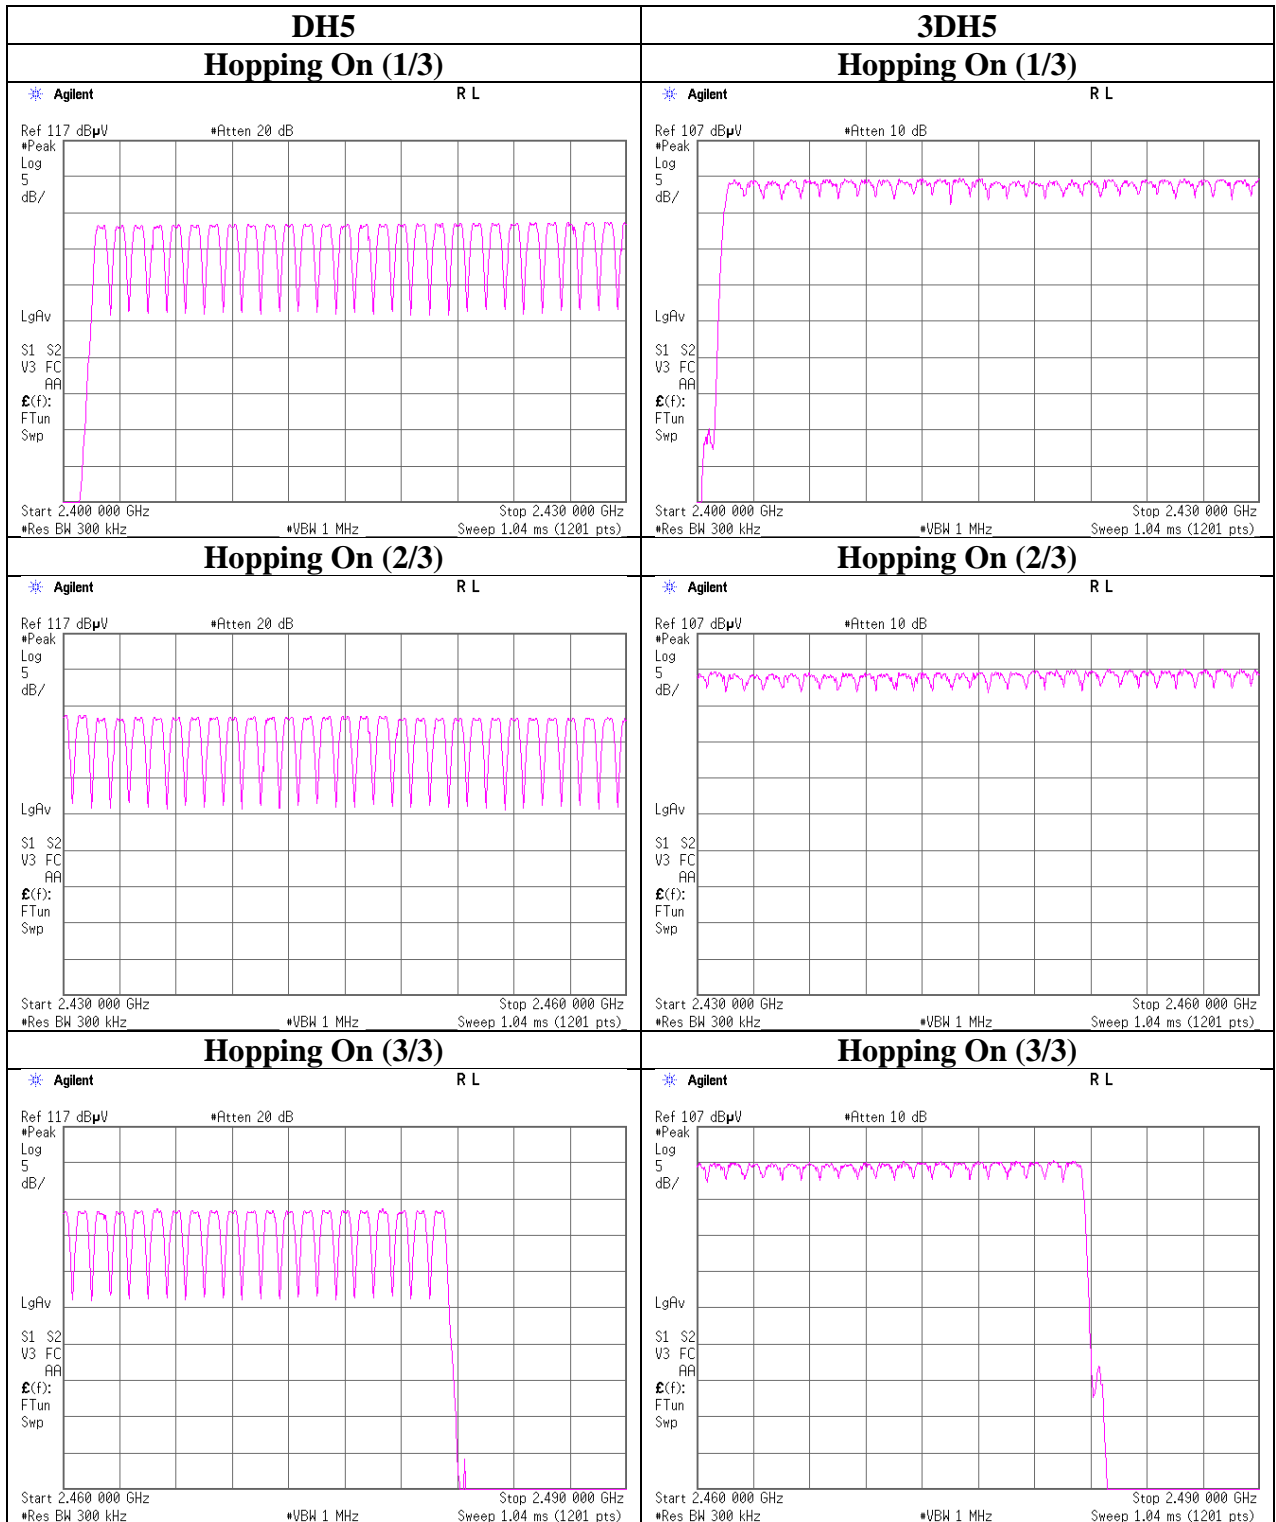 DH5
3DH5
Hopping On (1/3)
Hopping On (1/3)
Agilent
R L
Ref 117 dBµV
#Atten 20 dB
#Peak
Log
5
dB/
LgAv
S1 S2
V3 FC
AA
£(f):
FTun
Swp
Start 2.400 000 GHz
Stop 2.430 000 GHz
#Res BW 300 kHz
#VBW 1 MHz
Sweep 1.04 ms (1201 pts)
Agilent
R L
Ref 107 dBµV
#Atten 10 dB
#Peak
Log
5
dB/
LgAv
S1 S2
V3 FC
AA
£(f):
FTun
Swp
Start 2.400 000 GHz
Stop 2.430 000 GHz
#Res BW 300 kHz
#VBW 1 MHz
Sweep 1.04 ms (1201 pts)
Hopping On (2/3)
Hopping On (2/3)
Agilent
R L
Ref 117 dBµV
#Atten 20 dB
#Peak
Log
5
dB/
LgAv
S1 S2
V3 FC
AA
£(f):
FTun
Swp
Start 2.430 000 GHz
Stop 2.460 000 GHz
#Res BW 300 kHz
#VBW 1 MHz
Sweep 1.04 ms (1201 pts)
Agilent
R L
Ref 107 dBµV
#Atten 10 dB
#Peak
Log
5
dB/
LgAv
S1 S2
V3 FC
AA
£(f):
FTun
Swp
Start 2.430 000 GHz
Stop 2.460 000 GHz
#Res BW 300 kHz
#VBW 1 MHz
Sweep 1.04 ms (1201 pts)
Hopping On (3/3)
Hopping On (3/3)
Agilent
R L
Ref 117 dBµV
#Atten 20 dB
#Peak
Log
5
dB/
LgAv
S1 S2
V3 FC
AA
£(f):
FTun
Swp
Start 2.460 000 GHz
Stop 2.490 000 GHz
#Res BW 300 kHz
#VBW 1 MHz
Sweep 1.04 ms (1201 pts)
Agilent
R L
Ref 107 dBµV
#Atten 10 dB
#Peak
Log
5
dB/
LgAv
S1 S2
V3 FC
AA
£(f):
FTun
Swp
Start 2.460 000 GHz
Stop 2.490 000 GHz
#Res BW 300 kHz
#VBW 1 MHz
Sweep 1.04 ms (1201 pts)